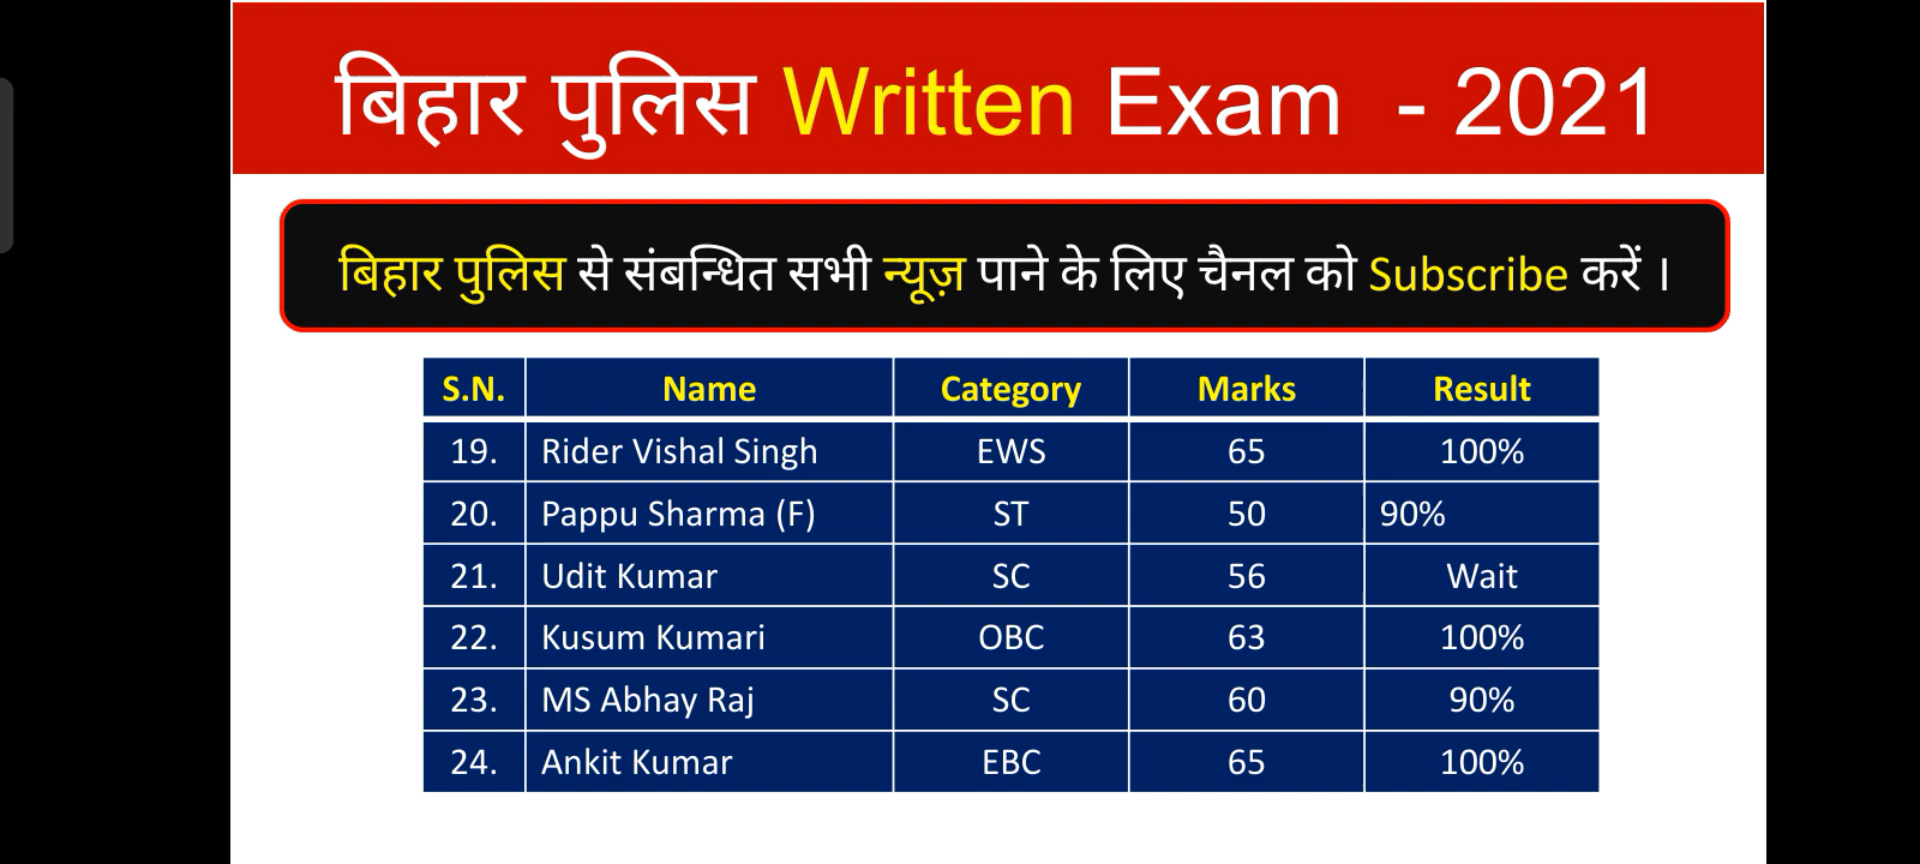 बिहार पुलिस Written Exam - 2021
बिहार पुलिस से संबन्धित सभी न्यूज़ पाने के लिए चैनल को Subscribe करें ।
S.N. Name Category Marks Result
19. Rider Vishal Singh EWS 65 100%
20. Pappu Sharma (F) ST 50 90%
21. Udit Kumar SC 56 Wait
22. Kusum Kumari OBC 63 100%
23. MS Abhay Raj SC 60 90%
24. Ankit Kumar EBC 65 100%